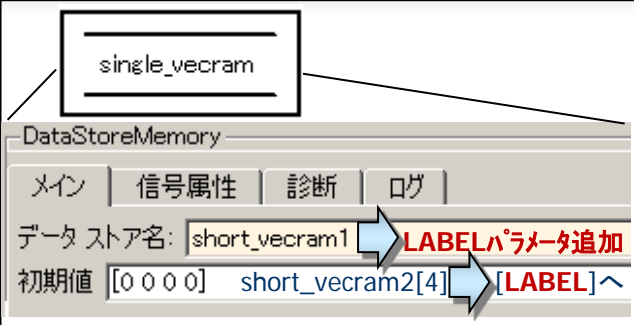 single_vecram
DataStoreMemory
メイン 信号属性 診断 ログ
データ ストア名: short_vecram1 LABELパラメータ追加
初期値 [0 0 0 0] short_vecram2[4] [LABEL]へ